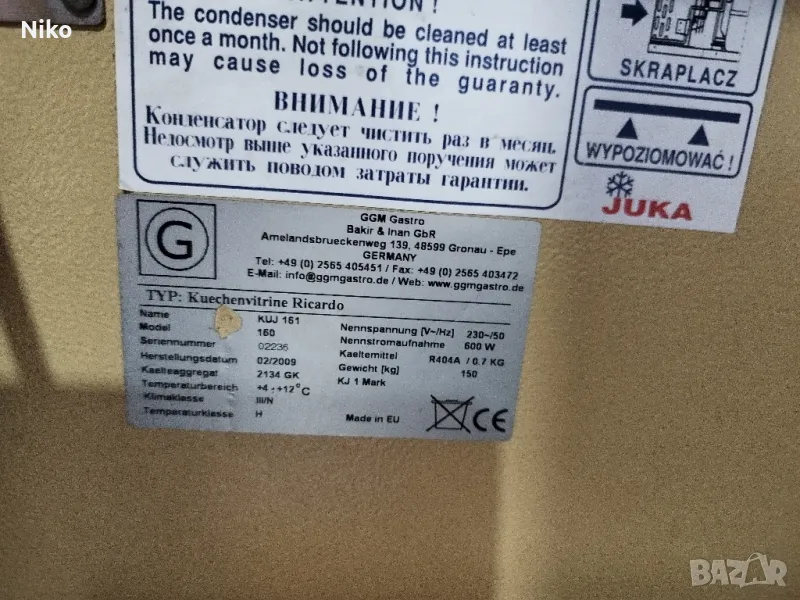 Niko
ATTENTION !
The condenser should be cleaned at least
once a month. Not following this instruction
may cause loss of the guaranty.
ВНИМАНИЕ !
Конденсатор следует чистить раз в месяц.
Недосмотр выше указанного поручения может
служить поводом затраты гарантии.
SKRAPLACZ
WYPOZIOMOWAĆ !
JUKA
G
GGM Gastro
Bakir & Inan GbR
Amelandsbrueckenweg 139, 48599 Gronau - Epe
GERMANY
Tel: +49 (0) 2565 405451 / Fax: +49 (0) 2565 403472
E-Mail: info@ggmgastro.de / Web: www.ggmgastro.com
TYP: Kuechenvitrine Ricardo
Name KUJ 161
Model 160
Seriennummer 02236
Herstellungsdatum 02/2009
Kaelteaggregat 2134 GK
Temperaturbereich +4 -:- +12°C
Klimaklasse III/N
Temperaturklasse H
Nennspannung [V~/Hz] 230~/50
Nennstromaufnahme 600 W
Kaeltemittel R404A / 0.7 KG
Gewicht [kg] 150
KJ 1 Mark
Made in EU
CE
BAZAR